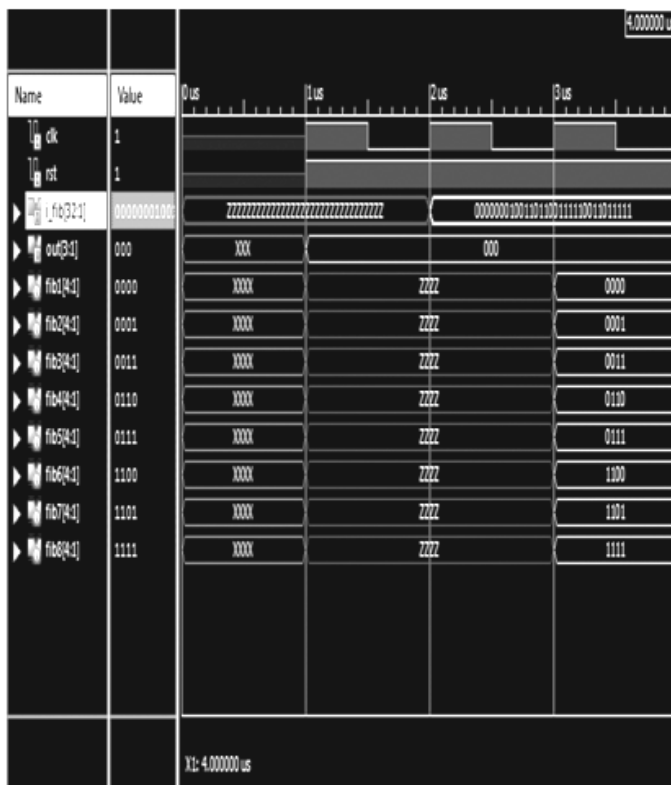 4.000000 u
Name Value 0 us 1 us 2 us 3 us
clk 1
rst 1
i_fib[32:1] 0000000100 ZZZZZZZZZZZZZZZZZZZZZZZZZZZZZZZZ 00000001001101100111110011011111
out[3:1] 000 XXX 000
fib1[4:1] 0000 XXXX ZZZZ 0000
fib2[4:1] 0001 XXXX ZZZZ 0001
fib3[4:1] 0011 XXXX ZZZZ 0011
fib4[4:1] 0110 XXXX ZZZZ 0110
fib5[4:1] 0111 XXXX ZZZZ 0111
fib6[4:1] 1100 XXXX ZZZZ 1100
fib7[4:1] 1101 XXXX ZZZZ 1101
fib8[4:1] 1111 XXXX ZZZZ 1111
X1: 4.000000 us